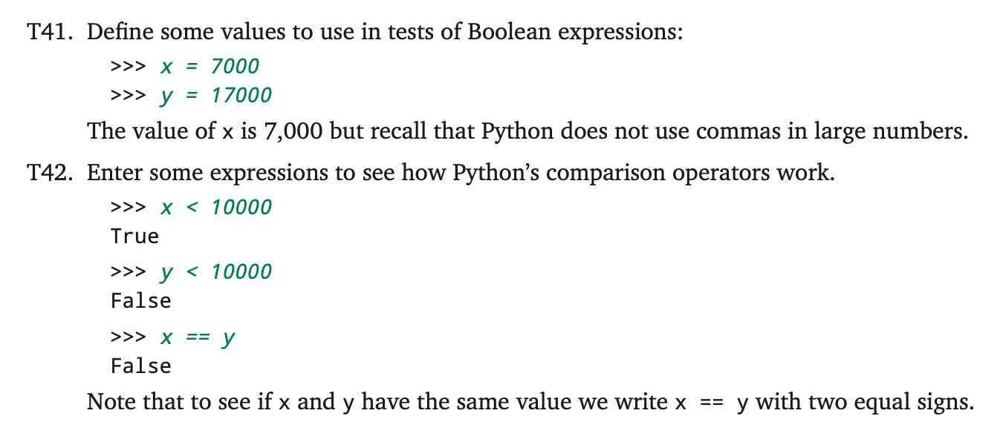 T41. Define some values to use in tests of Boolean expressions:
>>> x = 7000
>>> y = 17000
The value of x is 7,000 but recall that Python does not use commas in large numbers.
T42. Enter some expressions to see how Python’s comparison operators work.
>>> x < 10000
True
>>> y < 10000
False
>>> x == y
False
Note that to see if x and y have the same value we write x == y with two equal signs.